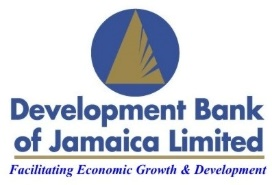 Development Bank
of Jamaica Limited
Facilitating Economic Growth & Development